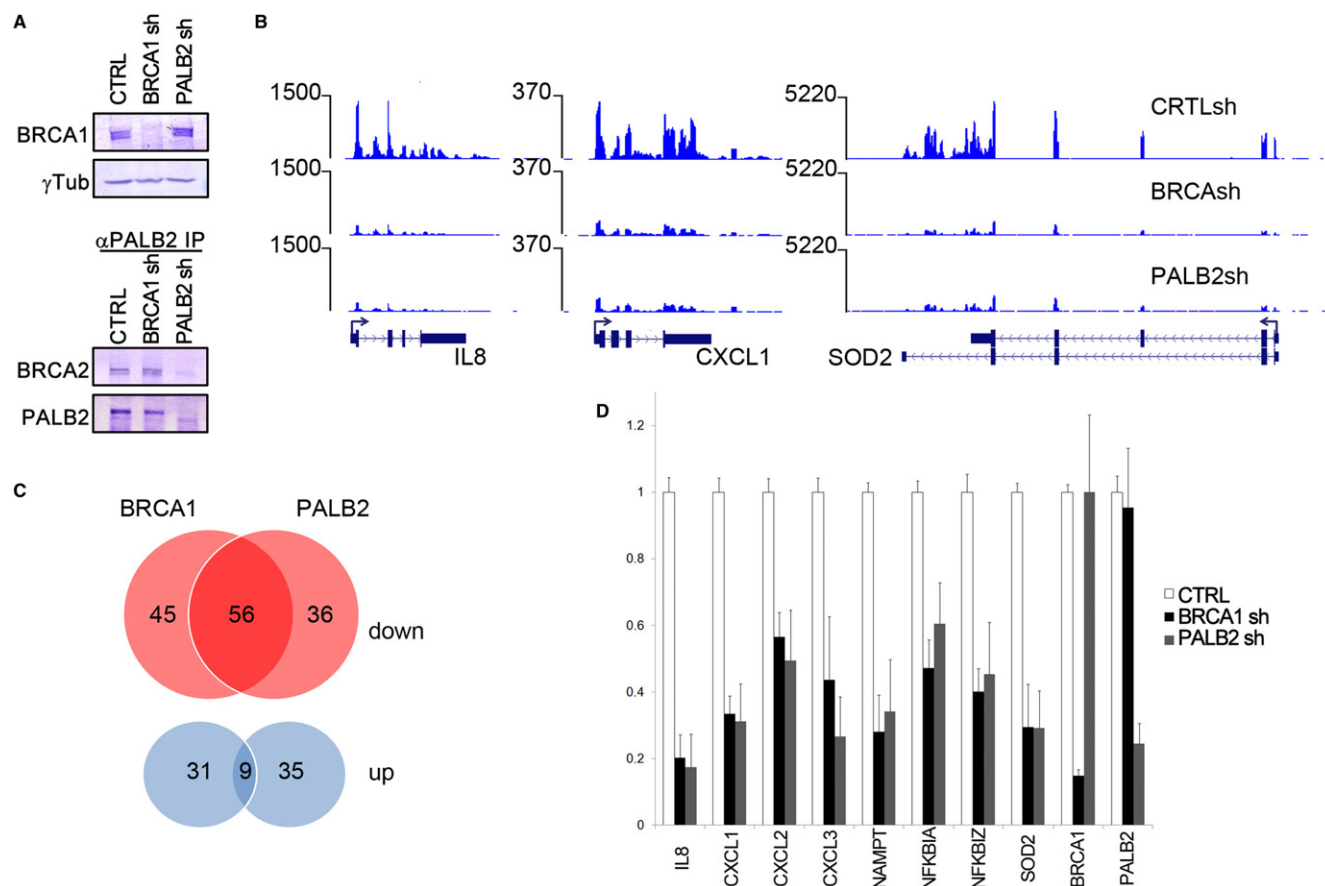 A
CTRL
BRCA1 sh
PALB2 sh
BRCA1
γTub
αPALB2 IP
CTRL
BRCA1 sh
PALB2 sh
BRCA2
PALB2
B
1500
370
5220
CRTLsh
1500
370
5220
BRCAsh
1500
370
5220
PALB2sh
IL8
CXCL1
SOD2
C
BRCA1
PALB2
45
56
36
down
31
9
35
up
D
1.2
1
0.8
0.6
0.4
0.2
0
CTRL
BRCA1 sh
PALB2 sh
IL8
CXCL1
CXCL2
CXCL3
NAMPT
NFKBIA
NFKBIZ
SOD2
BRCA1
PALB2